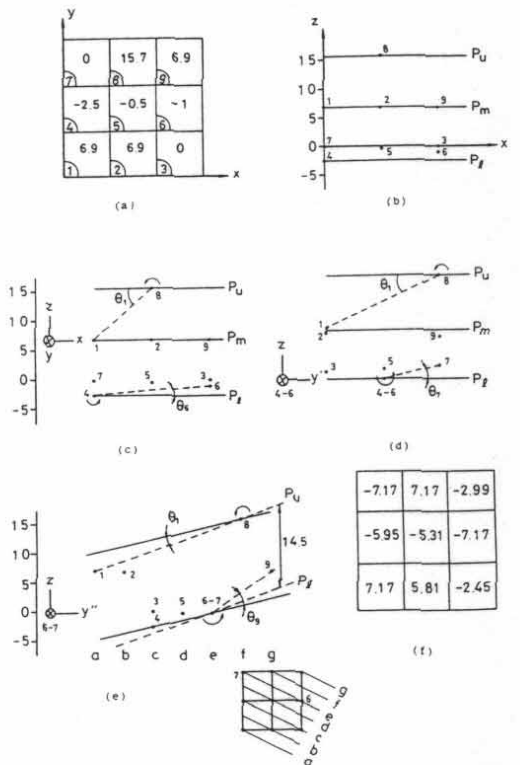 y
0 15.7 6.9
7 8 9
-2.5 -0.5 ~1
4 5 6
6.9 6.9 0
1 2 3
x
(a)
z
15
10
5
0
-5
8
Pu
1 2 9
Pm
7 3
5 6
4
Pℓ
x
(b)
15
10
5
0
-5
z
x
y
θ1
8
Pu
1 2 9
Pm
7 5 3
4 6
θ6
Pℓ
(c)
z
4-6
y'
θ1
8
Pu
1
2
9
Pm
3 5 7
4-6
θ7
Pℓ
(d)
15
10
5
0
-5
z
6-7
y''
θ1
8
Pu
1 2
14.5
9
3
4
5
6-7
θ9
Pℓ
a b c d e f g
(e)
7
6
g
f
e
d
c
b
a
-7.17 7.17 -2.99
-5.95 -5.31 -7.17
7.17 5.81 -2.45
(f)